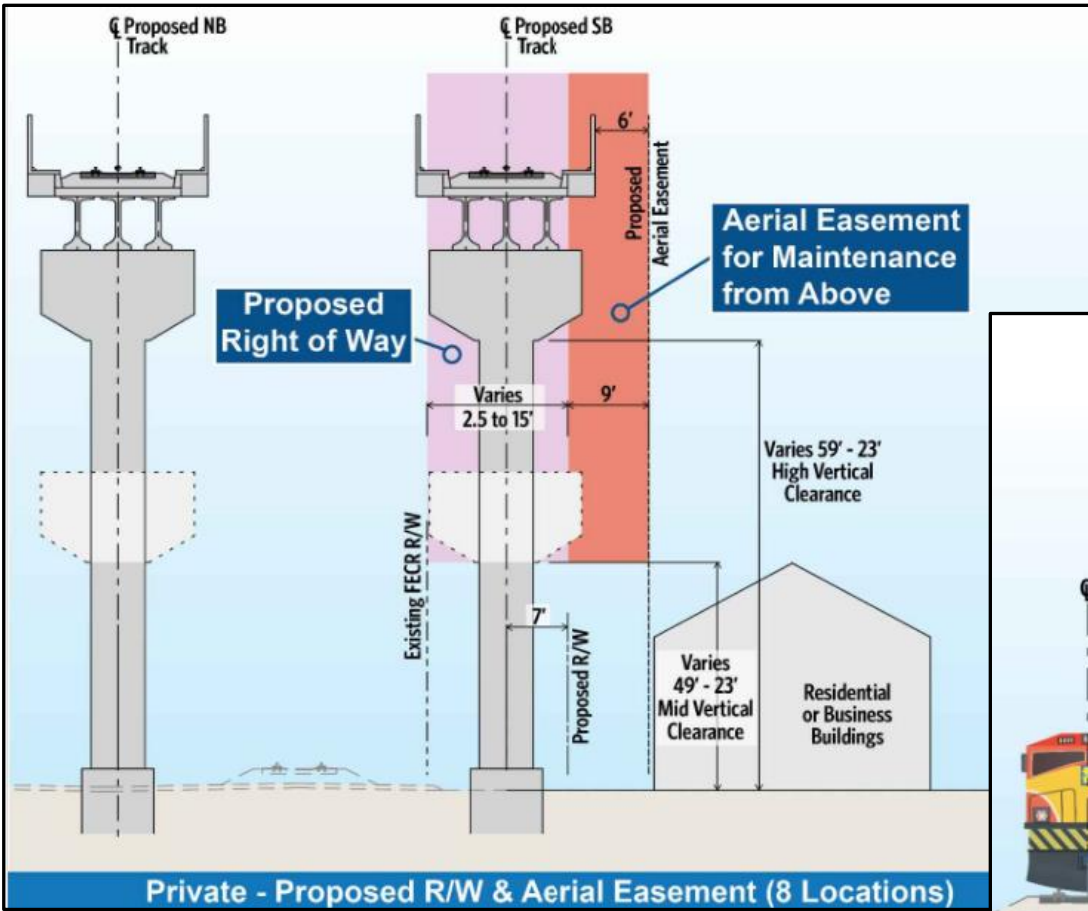 ℄ Proposed NB
Track
℄ Proposed SB
Track
6'
Proposed
Aerial Easement
Aerial Easement
for Maintenance
from Above
Proposed
Right of Way
Varies
2.5 to 15'
9'
Varies 59' - 23'
High Vertical
Clearance
Existing FECR R/W
7'
Proposed R/W
Varies
49' - 23'
Mid Vertical
Clearance
Residential
or Business
Buildings
Private - Proposed R/W & Aerial Easement (8 Locations)